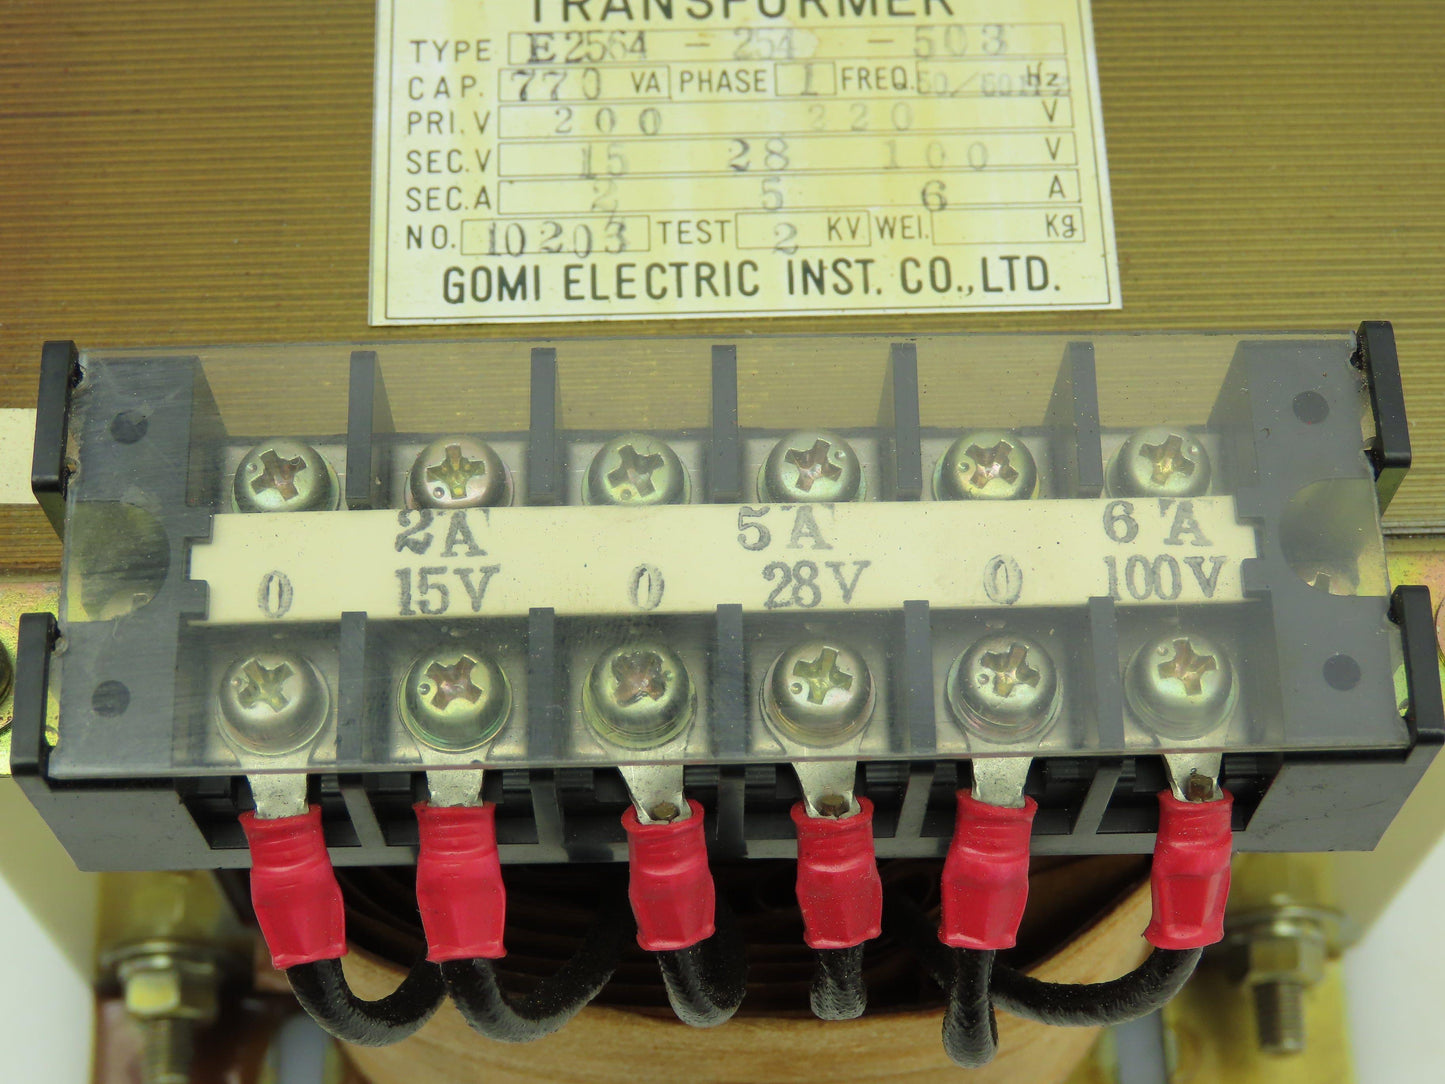 TRANSFORMER
TYPE E2564 - 254 - 503
CAP. 770 VA PHASE 1 FREQ. 50/60Hz Hz
PRI. V 200 220 V
SEC. V 15 28 100 V
SEC. A 2 5 6 A
NO. 10203 TEST 2 KV WEI. Kg
GOMI ELECTRIC INST. CO., LTD.
2A 5A 6A
0 15V 0 28V 0 100V